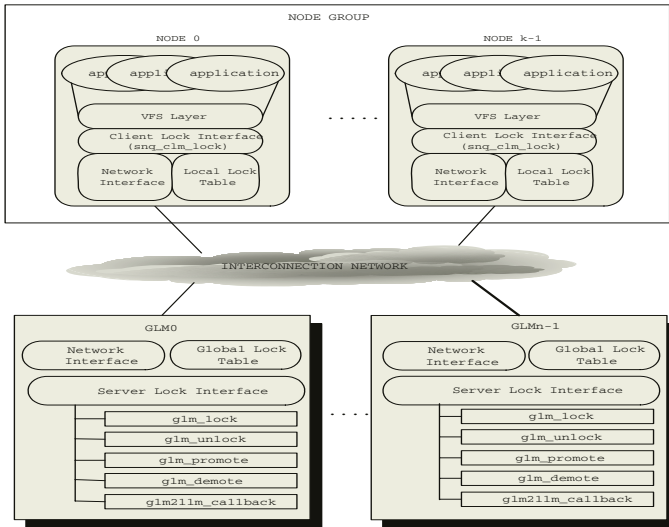 NODE GROUP
NODE 0
application
VFS Layer
Client Lock Interface
(snq_clm_lock)
Network
Interface
Local Lock
Table
.....
NODE k-1
application
VFS Layer
Client Lock Interface
(snq_clm_lock)
Network
Interface
Local Lock
Table
INTERCONNECTION NETWORK
GLM0
Network
Interface
Global Lock
Table
Server Lock Interface
glm_lock
glm_unlock
glm_promote
glm_demote
glm2llm_callback
....
GLMn-1
Network
Interface
Global Lock
Table
Server Lock Interface
glm_lock
glm_unlock
glm_promote
glm_demote
glm2llm_callback